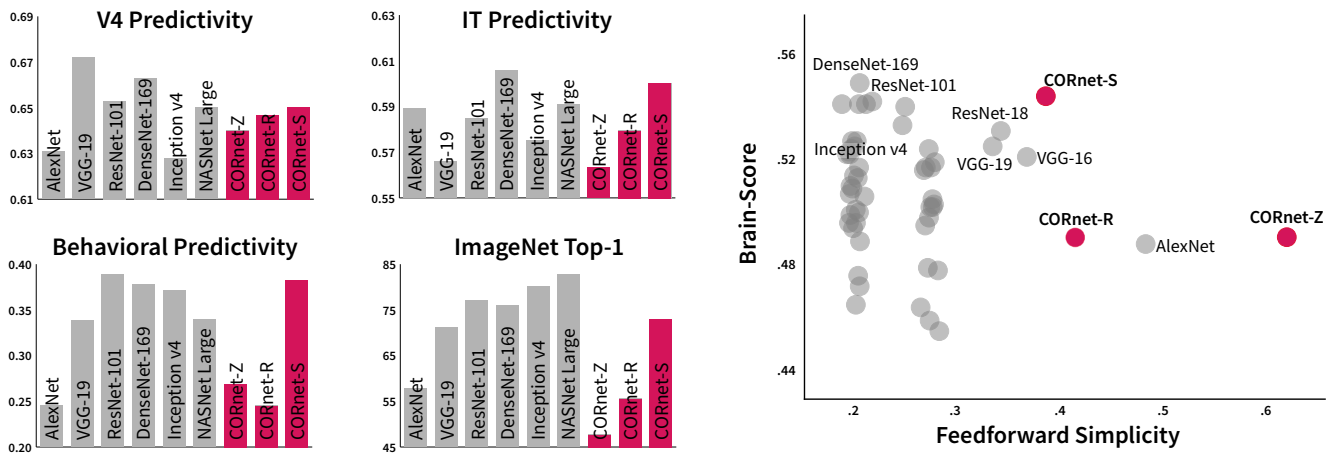 V4 Predictivity
0.69
0.67
0.65
0.63
0.61
AlexNet
VGG-19
ResNet-101
DenseNet-169
Inception v4
NASNet Large
CORnet-Z
CORnet-R
CORnet-S
IT Predictivity
0.63
0.61
0.59
0.57
0.55
AlexNet
VGG-19
ResNet-101
DenseNet-169
Inception v4
NASNet Large
CORnet-Z
CORnet-R
CORnet-S
Behavioral Predictivity
0.40
0.35
0.30
0.25
0.20
AlexNet
VGG-19
ResNet-101
DenseNet-169
Inception v4
NASNet Large
CORnet-Z
CORnet-R
CORnet-S
ImageNet Top-1
85
75
65
55
45
AlexNet
VGG-19
ResNet-101
DenseNet-169
Inception v4
NASNet Large
CORnet-Z
CORnet-R
CORnet-S
Brain-Score
.56
.52
.48
.44
DenseNet-169
ResNet-101
CORnet-S
ResNet-18
Inception v4
VGG-19
VGG-16
CORnet-R
CORnet-Z
AlexNet
.2
.3
.4
.5
.6
Feedforward Simplicity